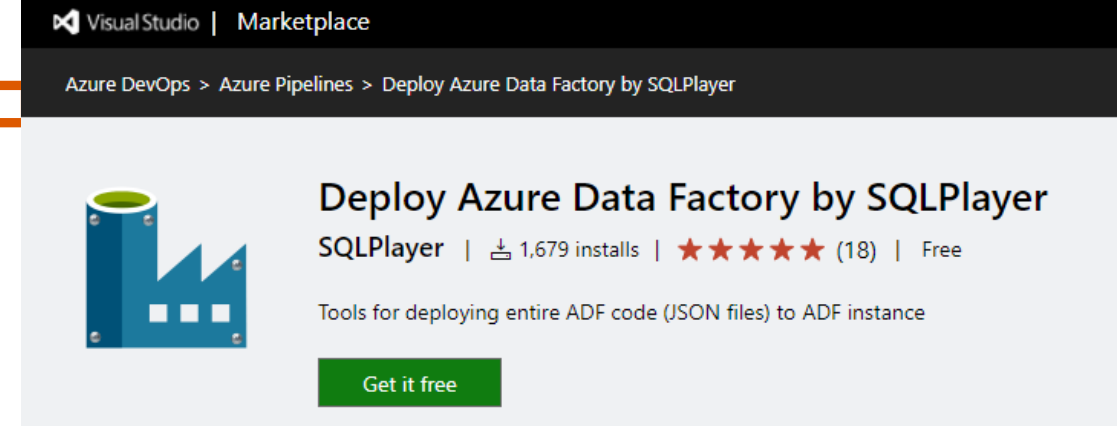 Visual Studio | Marketplace
Azure DevOps > Azure Pipelines > Deploy Azure Data Factory by SQLPlayer
Deploy Azure Data Factory by SQLPlayer
SQLPlayer | 1,679 installs | ★★★★★ (18) | Free
Tools for deploying entire ADF code (JSON files) to ADF instance
Get it free